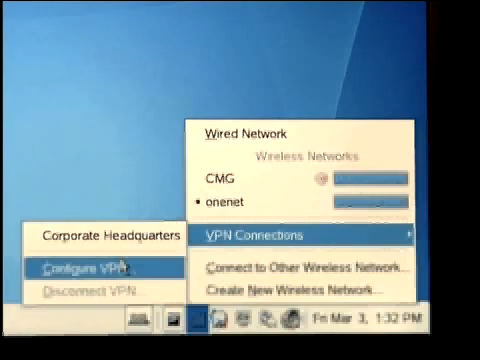 Wired Network
Wireless Networks
CMG
onenet
Corporate Headquarters
VPN Connections
Configure VPN...
Connect to Other Wireless Network...
Disconnect VPN...
Create New Wireless Network...
Fri Mar 3, 1:32 PM